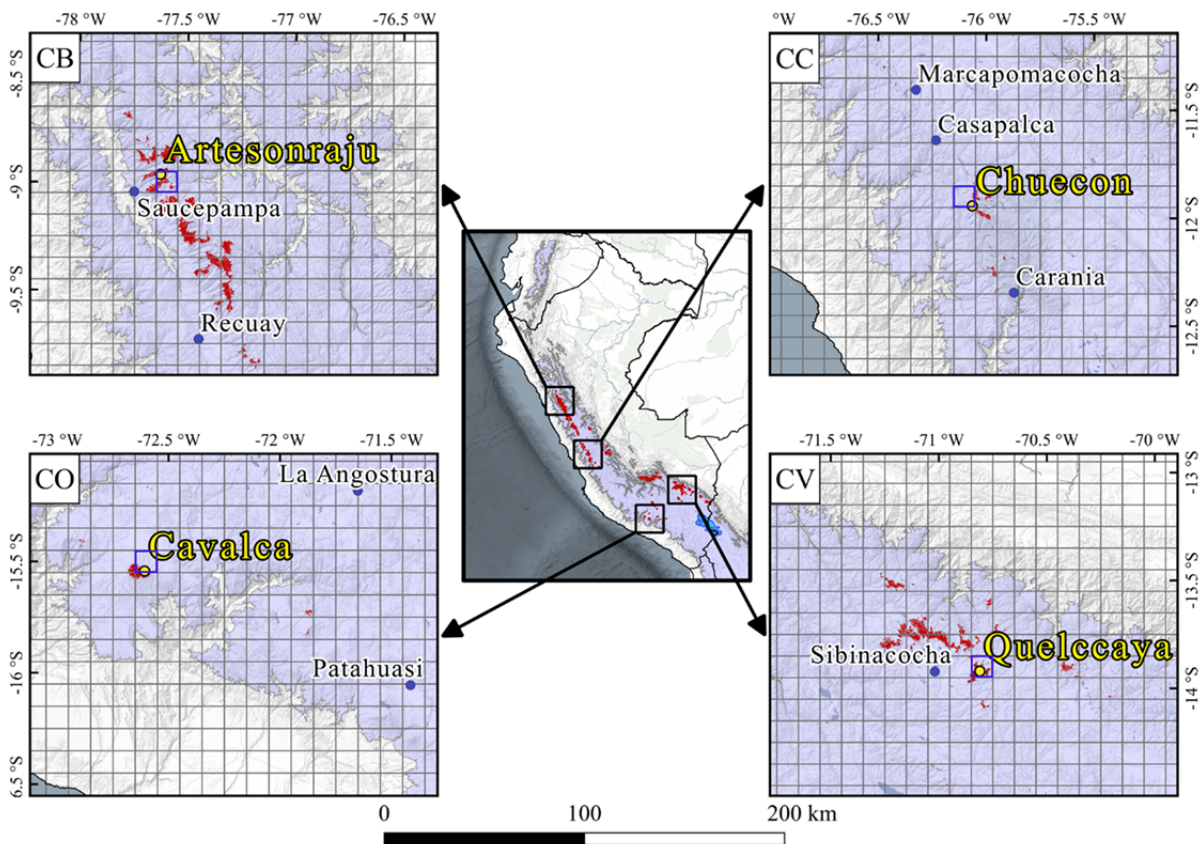 -78 °W -77.5 °W -77 °W -76.5 °W
CB
-8.5 °S
-9 °S
-9.5 °S
Artesonraju
Saucepampa
Recuay
°W -76.5 °W -76 °W -75.5 °W
CC
Marcapomacocha
Casapalca
Chuecon
Carania
-11.5 °S
-12 °S
-12.5 °S
-73 °W -72.5 °W -72 °W -71.5 °W
CO
La Angostura
Cavalca
Patahuasi
-15.5 °S
-16 °S
6.5 °S
-71.5 °W -71 °W -70.5 °W -70 °W
CV
Sibinacocha
Quelccaya
-13 °S
-13.5 °S
-14 °S
0 100 200 km